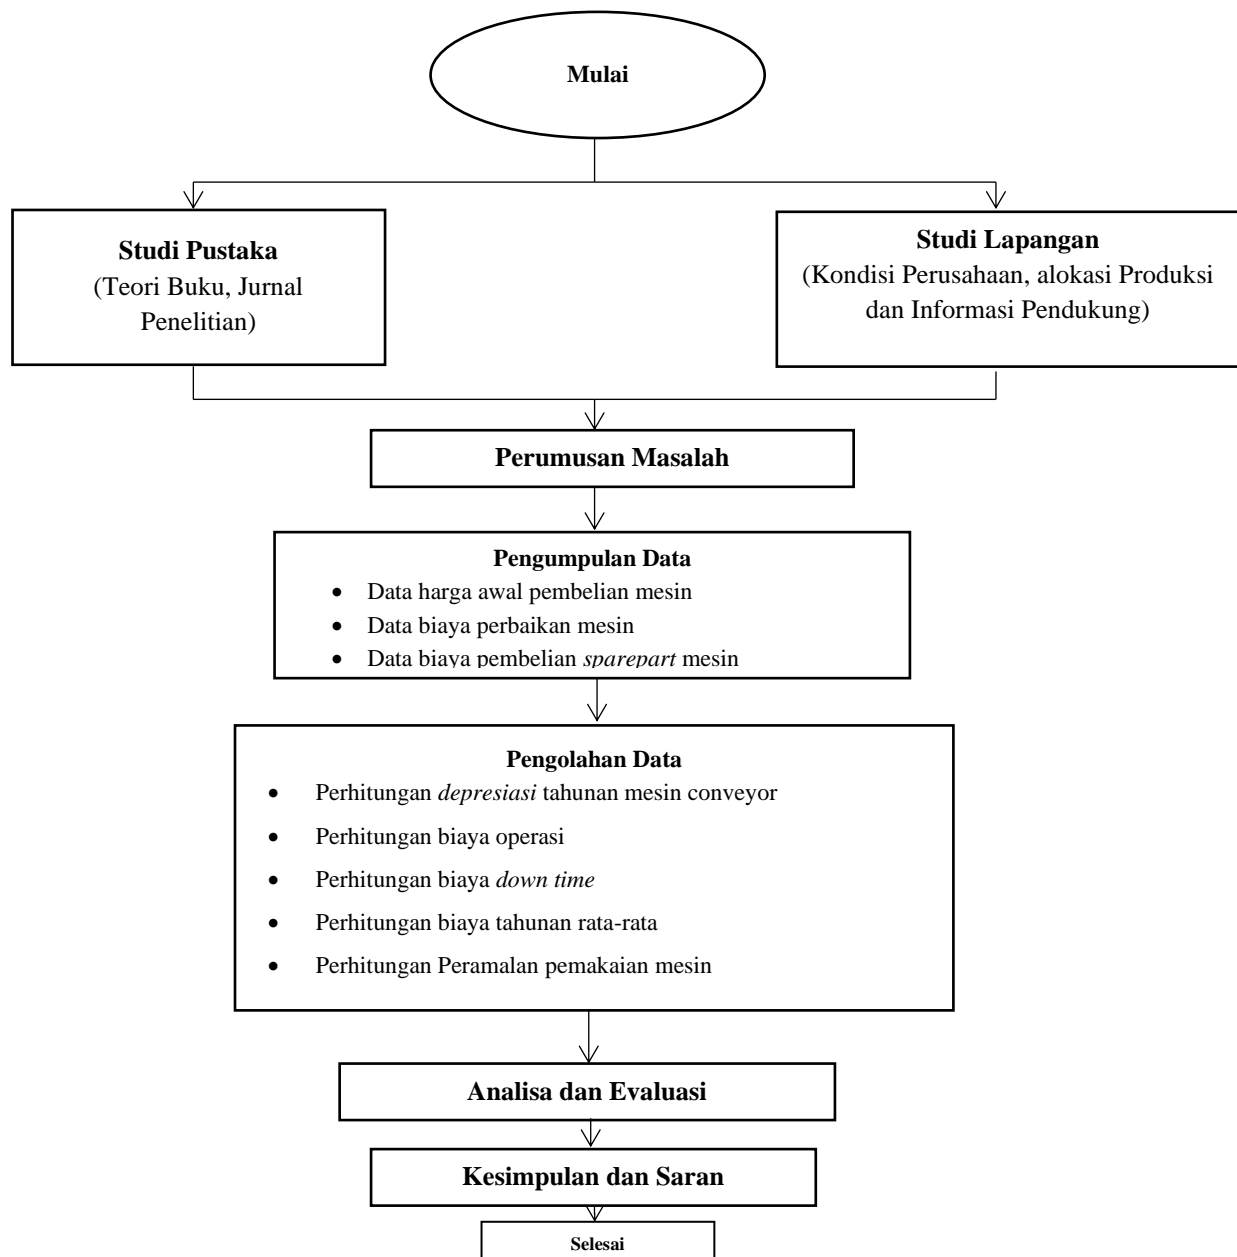 Mulai
Studi Pustaka
(Teori Buku, Jurnal
Penelitian)
Studi Lapangan
(Kondisi Perusahaan, alokasi Produksi
dan Informasi Pendukung)
Perumusan Masalah
Pengumpulan Data
• Data harga awal pembelian mesin
• Data biaya perbaikan mesin
• Data biaya pembelian sparepart mesin
Pengolahan Data
• Perhitungan depresiasi tahunan mesin conveyor
• Perhitungan biaya operasi
• Perhitungan biaya down time
• Perhitungan biaya tahunan rata-rata
• Perhitungan Peramalan pemakaian mesin
Analisa dan Evaluasi
Kesimpulan dan Saran
Selesai